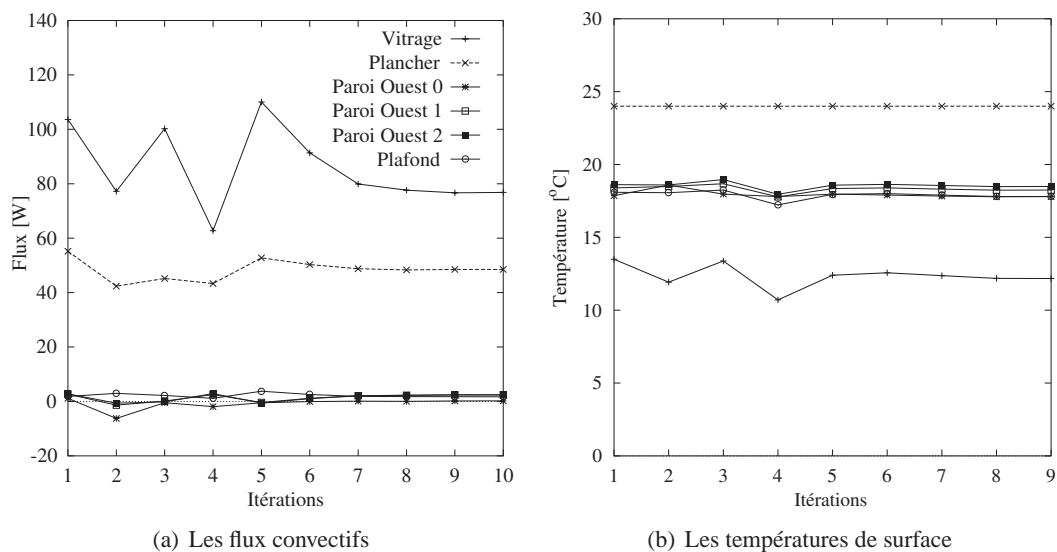 140
120
100
80
60
40
20
0
-20
Flux [W]
Vitrage
Plancher
Paroi Ouest 0
Paroi Ouest 1
Paroi Ouest 2
Plafond
1 2 3 4 5 6 7 8 9 10
Itérations
(a) Les flux convectifs
30
25
20
15
10
5
0
Température [°C]
1 2 3 4 5 6 7 8 9
Itérations
(b) Les températures de surface